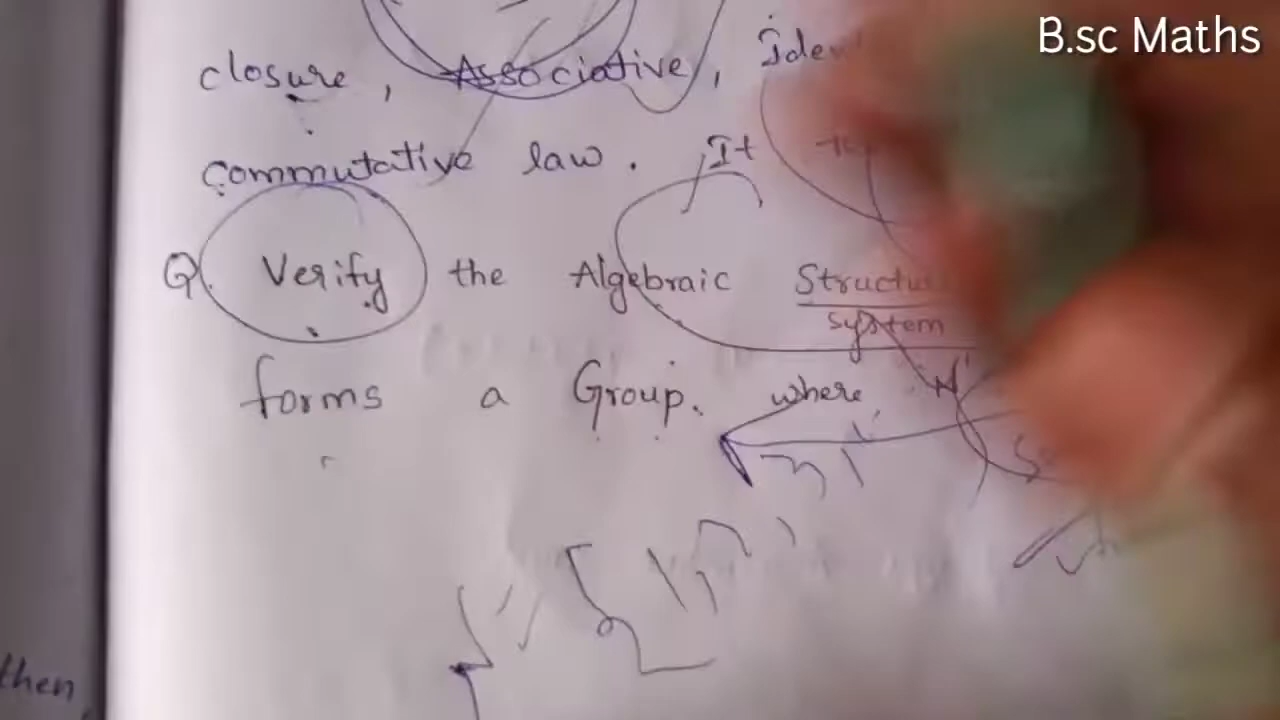 B.sc Maths
closure, Associative,
commutative law. It
Q. Verify the Algebraic
system
forms a Group. where, 'N'
then,